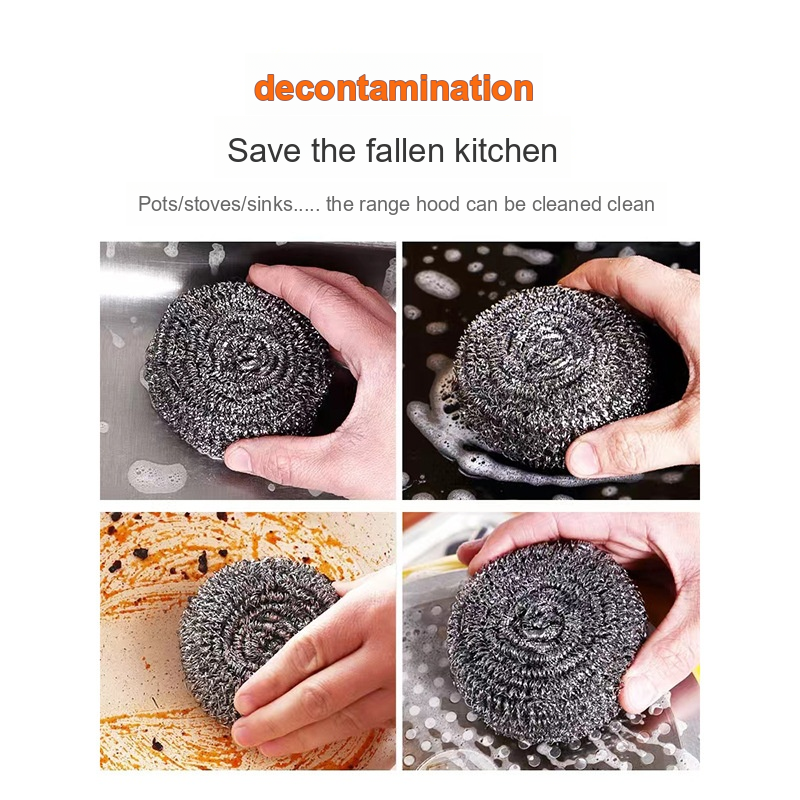 decontamination
Save the fallen kitchen
Pots/stoves/sinks..... the range hood can be cleaned clean